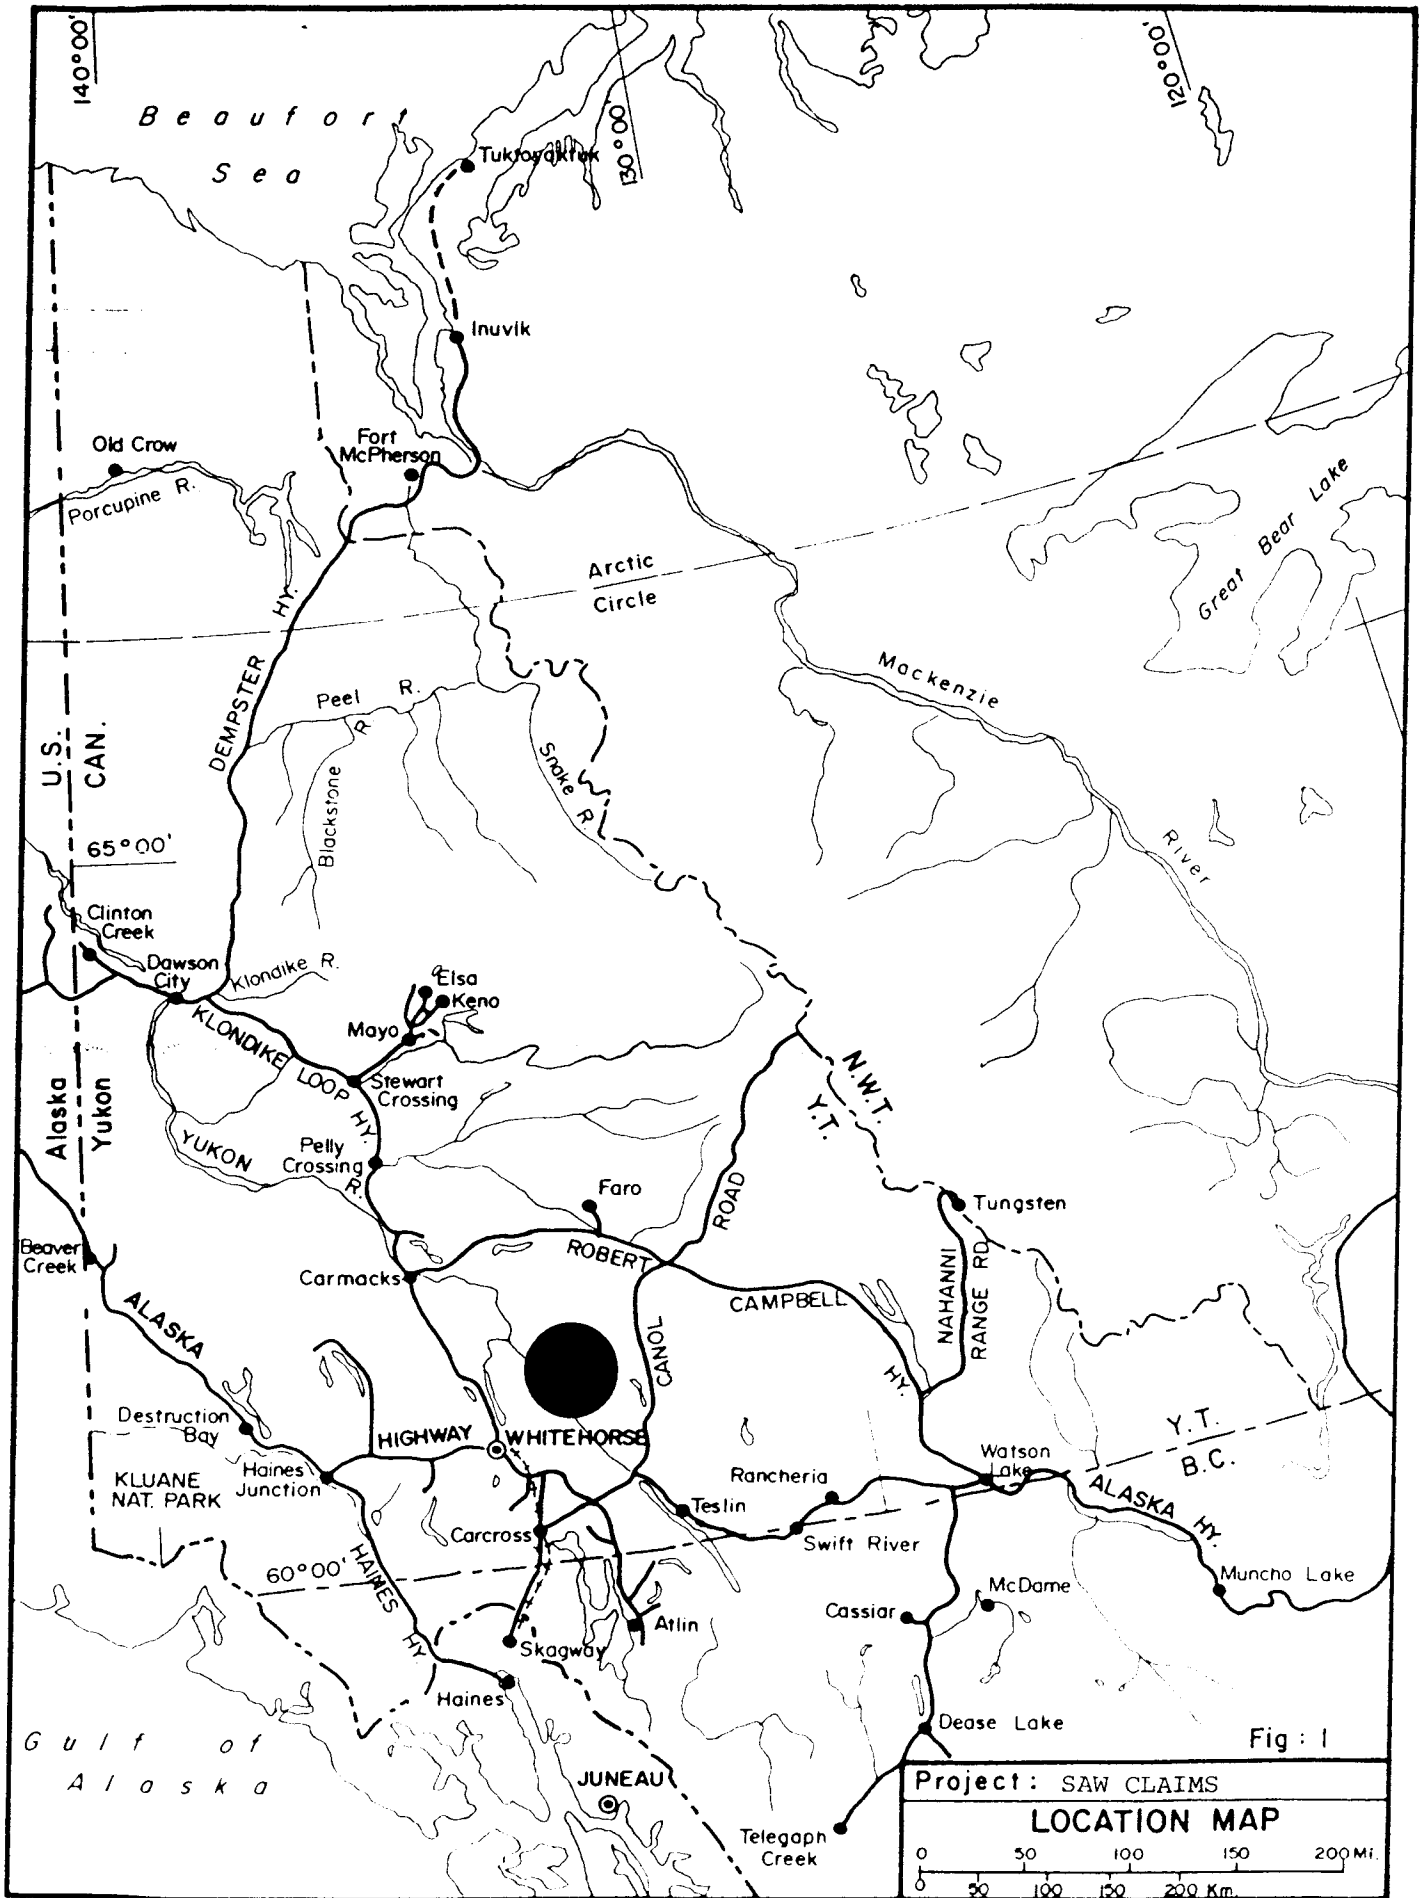 140°00'
130°00'
120°00'
Beaufort
Sea
Tuktoyaktuk
Inuvik
Old Crow
Porcupine R.
Fort
McPherson
Arctic
Circle
Great Bear Lake
DEMPSTER HY.
Peel R.
Blackstone R
Snake R.
Mackenzie
River
U.S.
CAN.
65°00'
Clinton
Creek
Dawson
City
Klondike R.
Elsa
Keno
Mayo
KLONDIKE LOOP HY.
Stewart
Crossing
Alaska
Yukon
YUKON R.
Pelly
Crossing
N.W.T.
Y.T.
Faro
Tungsten
Beaver
Creek
Carmacks
ROBERT CAMPBELL HY.
CANOL ROAD
NAHANNI
RANGE RD
ALASKA
HIGHWAY
Destruction
Bay
WHITEHORSE
Haines
Junction
KLUANE
NAT. PARK
Rancheria
Watson
Lake
Y.T.
B.C.
ALASKA HY.
Teslin
Swift River
Carcross
60°00'
HAINES HY
Muncho Lake
McDame
Cassiar
Atlin
Skagway
Haines
Dease Lake
Gulf of
Alaska
JUNEAU
Telegaph
Creek
Fig : 1
Project: SAW CLAIMS
LOCATION MAP
0 50 100 150 200 Mi.
0 50 100 150 200 Km.